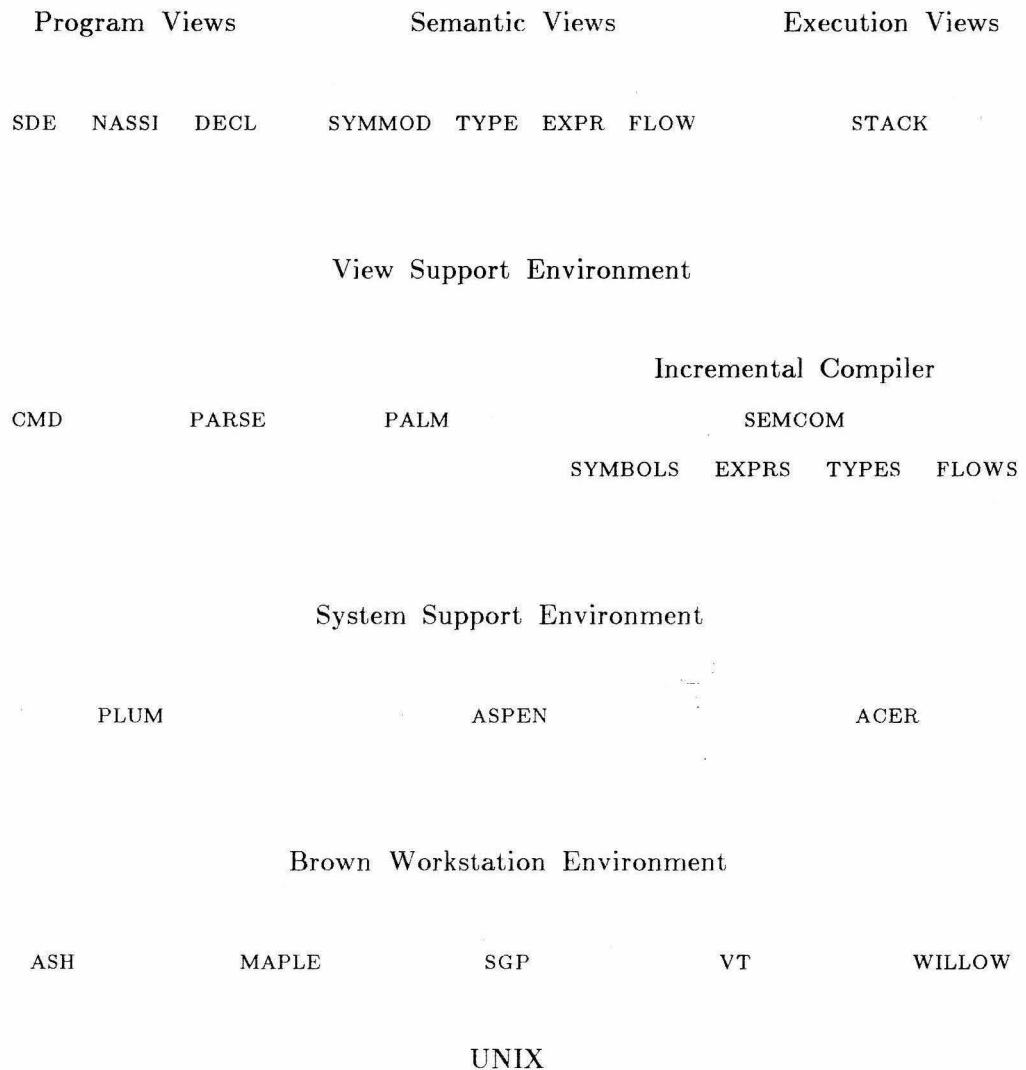 Program Views Semantic Views Execution Views
SDE NASSI DECL SYMMOD TYPE EXPR FLOW STACK
View Support Environment
Incremental Compiler
CMD PARSE PALM SEMCOM
SYMBOLS EXPRS TYPES FLOWS
System Support Environment
PLUM ASPEN ACER
Brown Workstation Environment
ASH MAPLE SGP VT WILLOW
UNIX